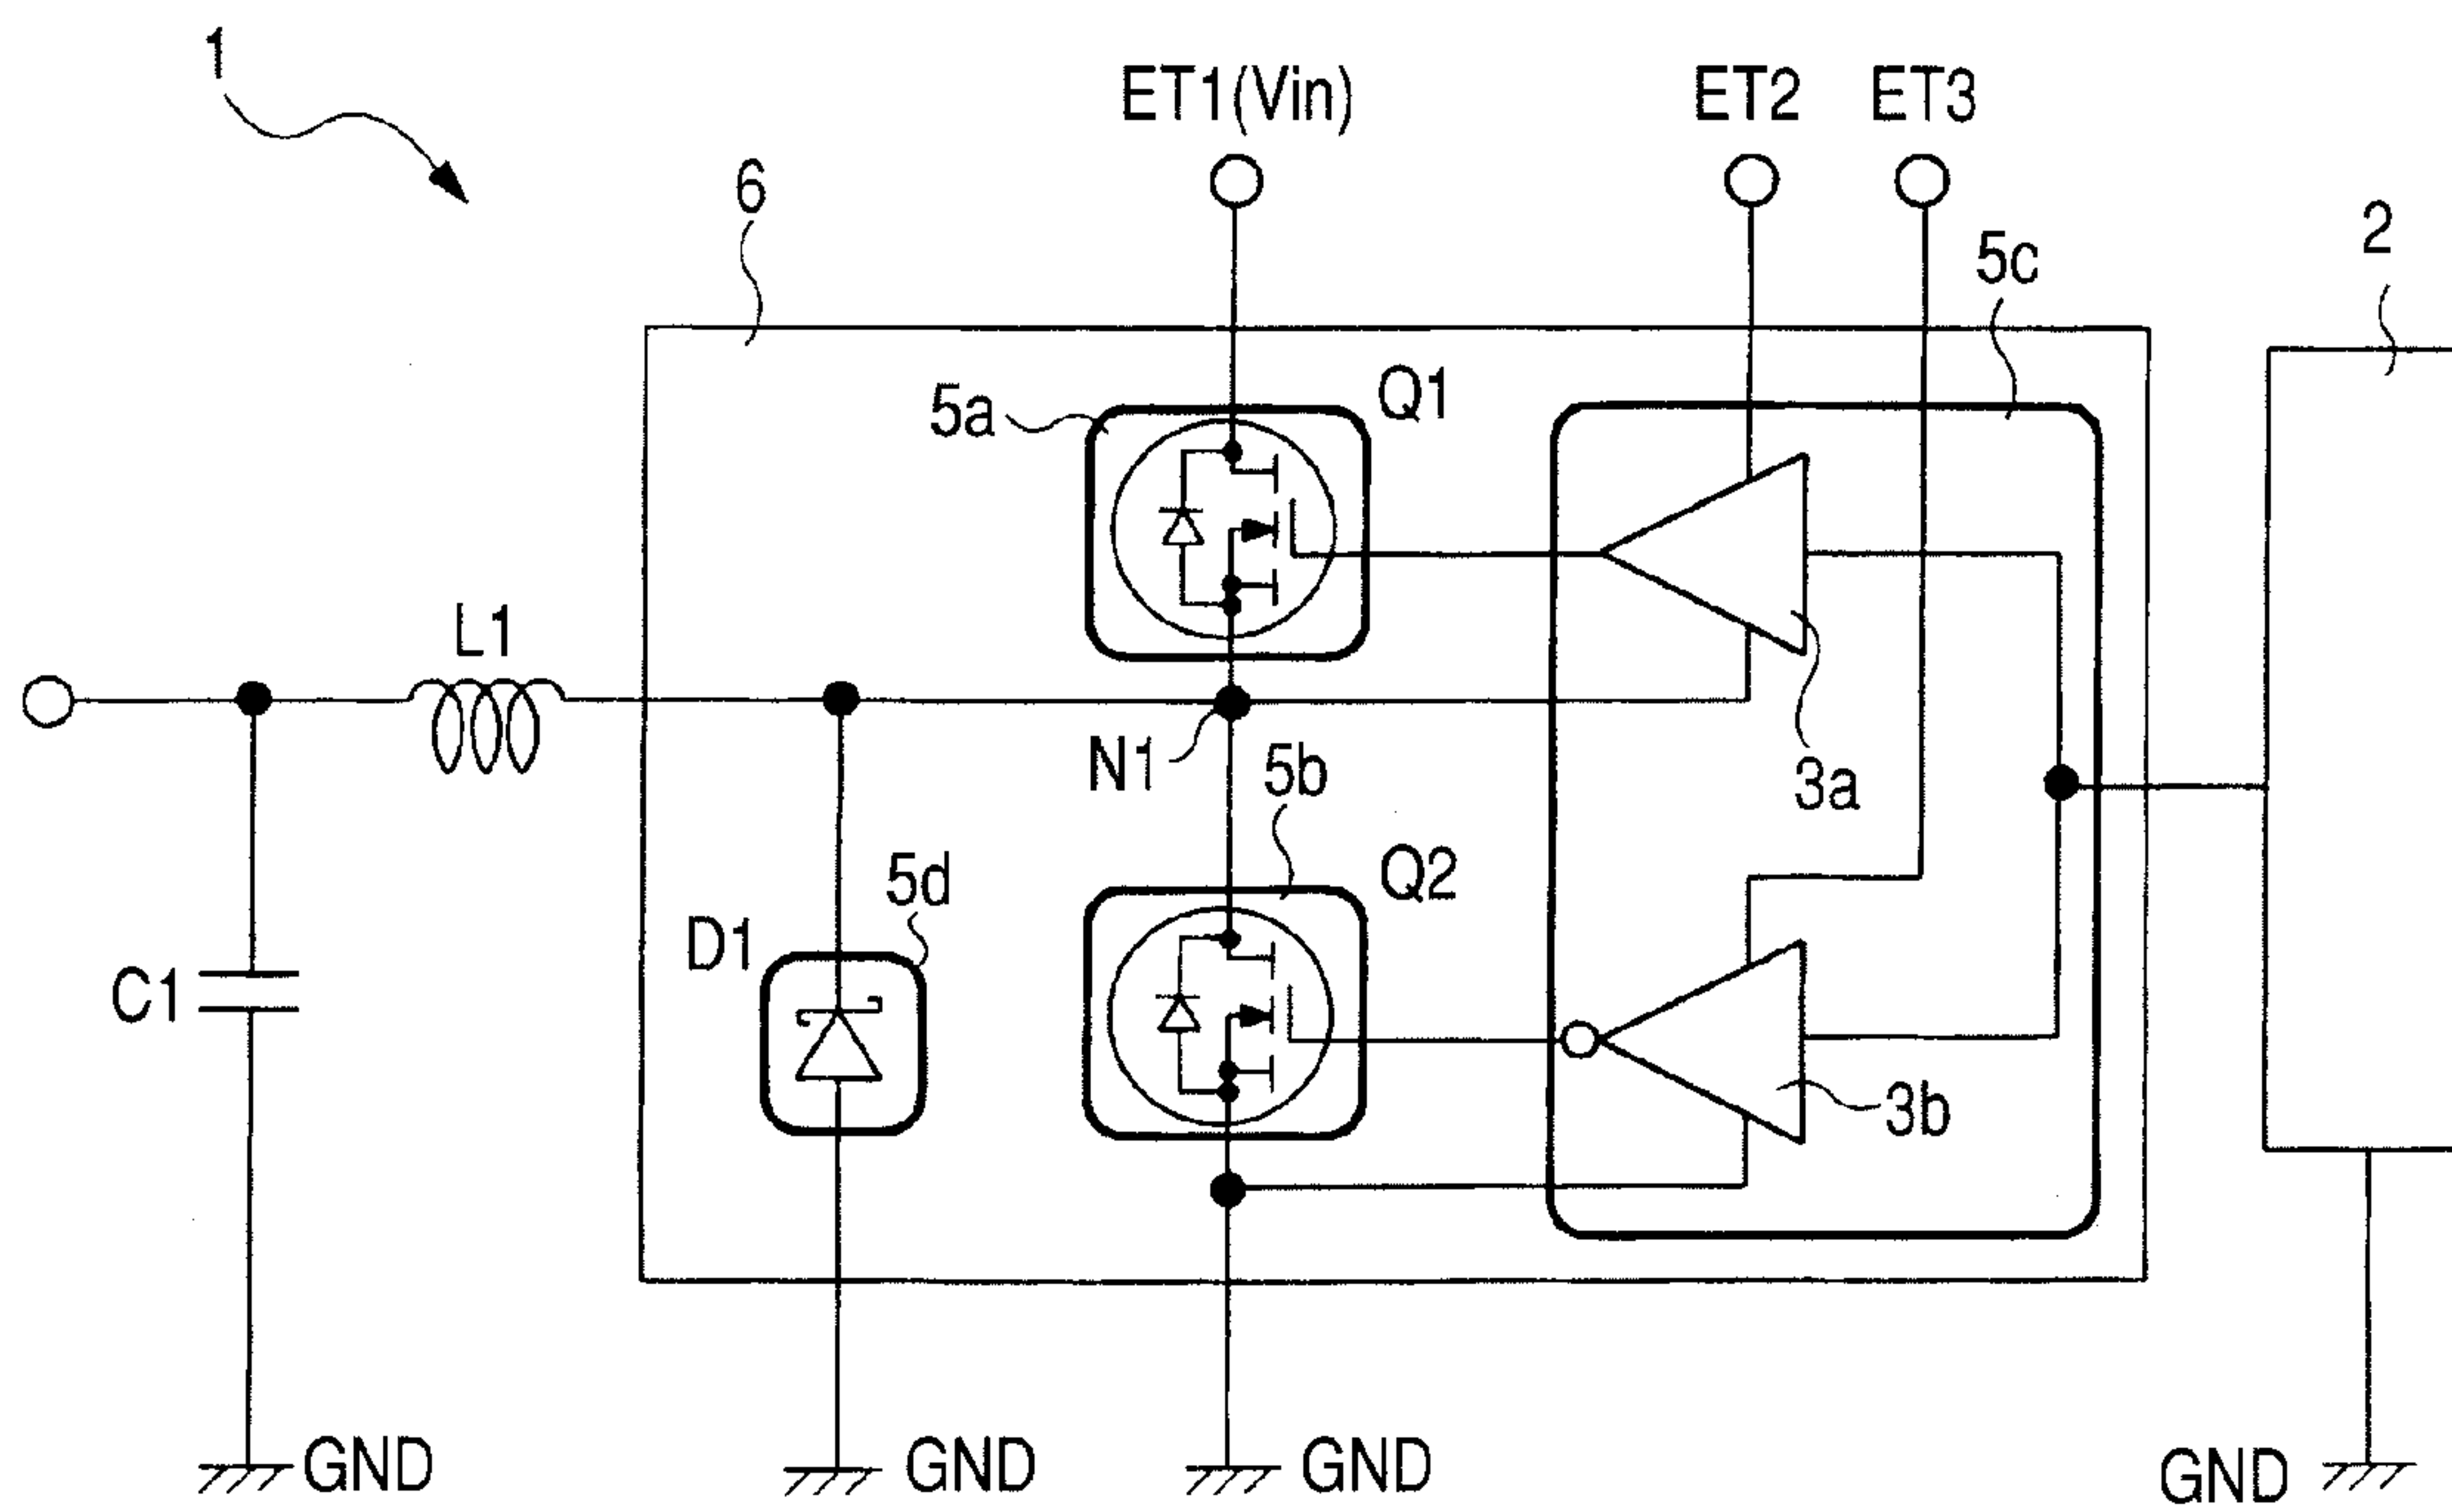 1
ET1(Vin)
ET2
ET3
6
2
5c
5a
Q1
L1
N1
5b
3a
5d
Q2
D1
C1
3b
GND
GND
GND
GND